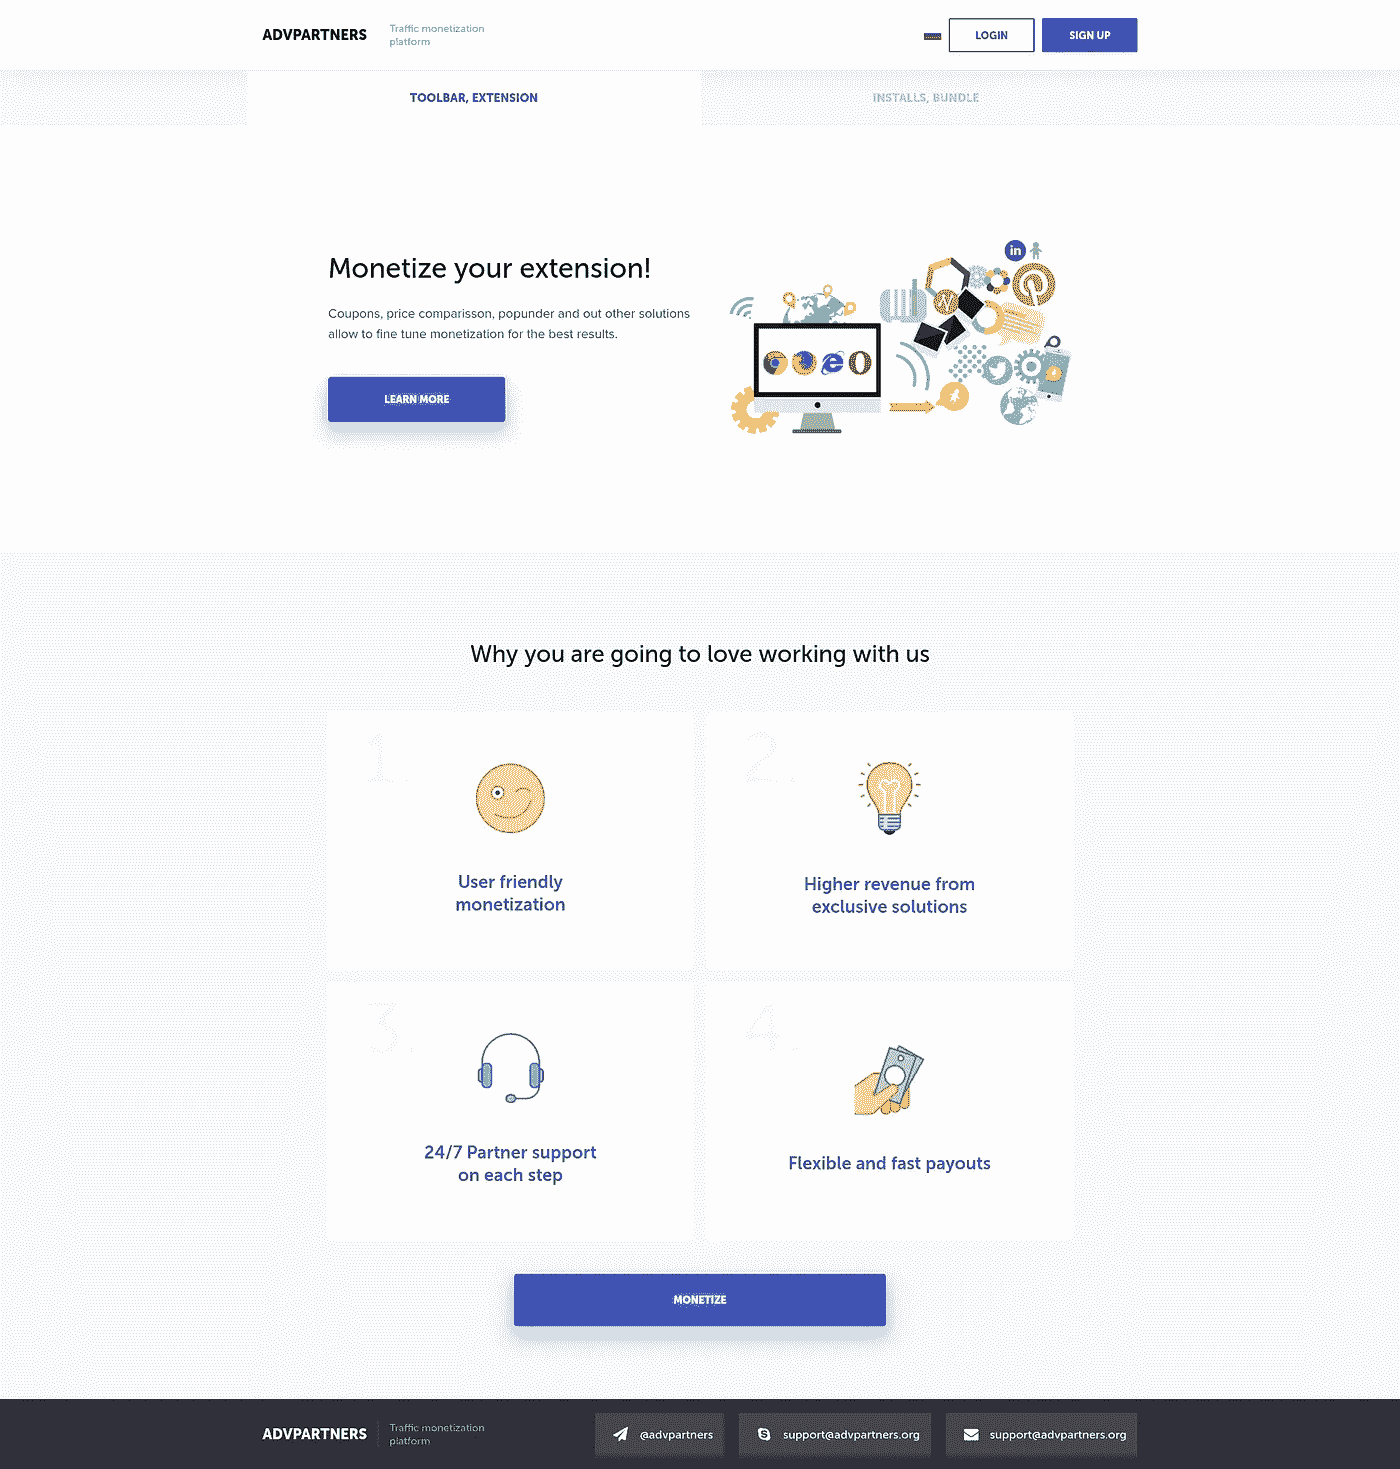 ADVPARTNERS
Traffic monetization
platform
LOGIN
SIGN UP
TOOLBAR, EXTENSION
INSTALLS, BUNDLE
Monetize your extension!
Coupons, price comparisson, popunder and out other solutions
allow to fine tune monetization for the best results.
LEARN MORE
in
Why you are going to love working with us
1.
User friendly
monetization
2.
Higher revenue from
exclusive solutions
3.
24/7 Partner support
on each step
4.
Flexible and fast payouts
MONETIZE
ADVPARTNERS
Traffic monetization
platform
@advpartners
support@advpartners.org
support@advpartners.org